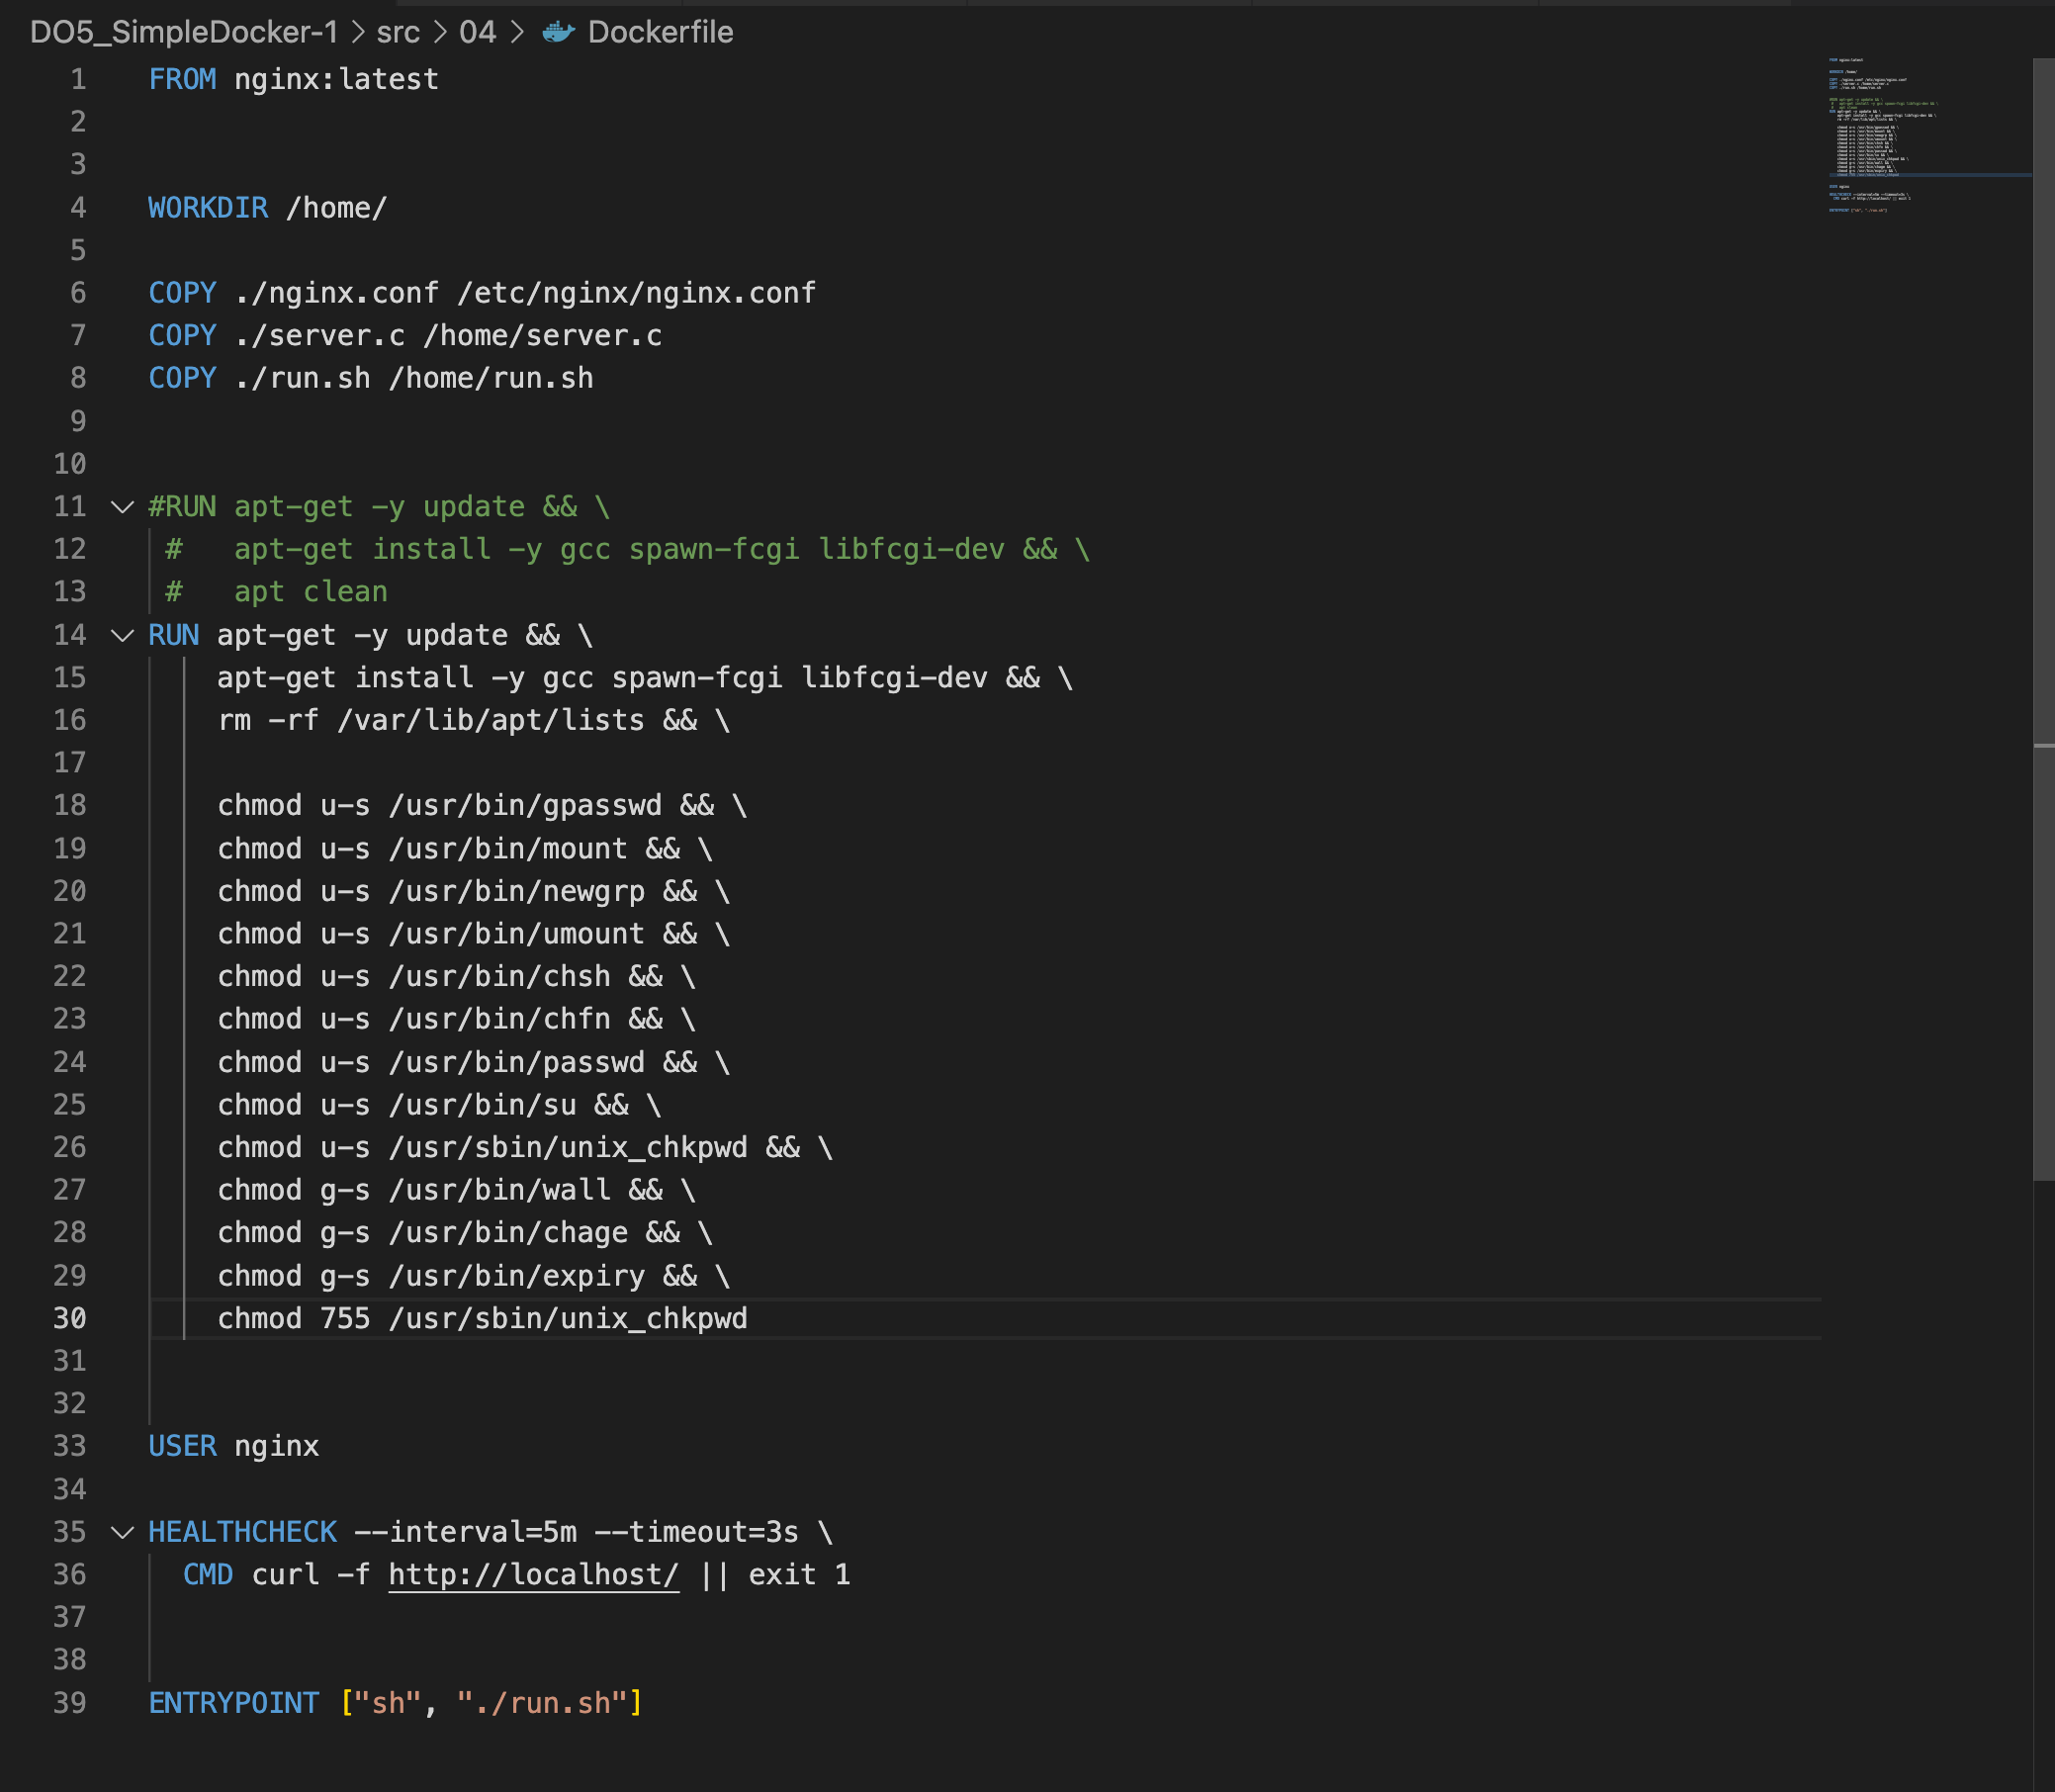 DO5_SimpleDocker-1 > src > 04 > Dockerfile
1 FROM nginx:latest
2
3
4 WORKDIR /home/
5
6 COPY ./nginx.conf /etc/nginx/nginx.conf
7 COPY ./server.c /home/server.c
8 COPY ./run.sh /home/run.sh
9
10
11 #RUN apt-get -y update && \
12 #   apt-get install -y gcc spawn-fcgi libfcgi-dev && \
13 #   apt clean
14 RUN apt-get -y update && \
15 apt-get install -y gcc spawn-fcgi libfcgi-dev && \
16 rm -rf /var/lib/apt/lists && \
17
18 chmod u-s /usr/bin/gpasswd && \
19 chmod u-s /usr/bin/mount && \
20 chmod u-s /usr/bin/newgrp && \
21 chmod u-s /usr/bin/umount && \
22 chmod u-s /usr/bin/chsh && \
23 chmod u-s /usr/bin/chfn && \
24 chmod u-s /usr/bin/passwd && \
25 chmod u-s /usr/bin/su && \
26 chmod u-s /usr/sbin/unix_chkpwd && \
27 chmod g-s /usr/bin/wall && \
28 chmod g-s /usr/bin/chage && \
29 chmod g-s /usr/bin/expiry && \
30 chmod 755 /usr/sbin/unix_chkpwd
31
32
33 USER nginx
34
35 HEALTHCHECK --interval=5m --timeout=3s \
36 CMD curl -f http://localhost/ || exit 1
37
38
39 ENTRYPOINT ["sh", "./run.sh"]